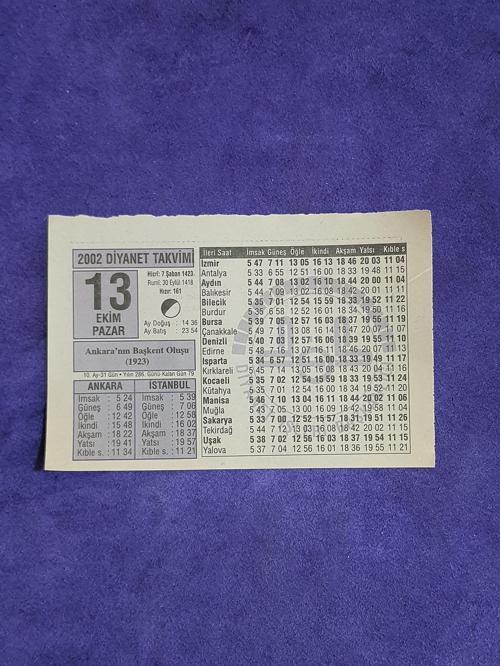 2002 DİYANET TAKVİM
13
EKİM
PAZAR
Hicri: 7 Şaban 1423
Rumi: 30 Eylül 1418
Hızır: 161
Ay Doğuş : 14 36
Ay Batış : 23 54
Ankara'nın Başkent Oluşu
(1923)
10. Ay-31 Gün • Yılın 286. Günü-Kalan Gün 79
ANKARA
İmsak : 5 24
Güneş : 6 49
Öğle : 12 42
İkindi : 15 48
Akşam : 18 22
Yatsı : 19 41
Kıble s. : 11 34
İSTANBUL
İmsak : 5 39
Güneş : 7 06
Öğle : 12 58
İkindi : 16 02
Akşam : 18 37
Yatsı : 19 57
Kıble s. : 11 21
İleri Saat İmsak Güneş Öğle İkindi Akşam Yatsı Kıble s
İzmir 5 47 7 11 13 05 16 13 18 46 20 03 11 04
Antalya 5 33 6 55 12 51 16 00 18 33 19 48 11 15
Aydın 5 44 7 08 13 02 16 10 18 44 20 00 11 01
Balıkesir 5 44 7 09 13 02 16 08 18 42 20 01 11 11
Bilecik 5 35 7 01 12 54 15 59 18 33 19 52 11 22
Burdur 5 35 6 58 12 54 16 02 18 35 19 50
Bursa 5 39 7 05 12 57 16 03 18 37 19 55 11 19
Çanakkale 5 49 7 15 13 08 16 14 18 47 20 07 11 07
Denizli 5 40 7 03 12 57 16 06 18 39 19 55 11 09
Edirne 5 48 7 16 13 07 16 11 18 46 20 06 11 10
Isparta 5 34 6 57 12 51 16 00 18 33 19 49 11 17
Kırklareli 5 45 7 14 13 05 16 08 18 43 20 04 11 16
Kocaeli 5 35 7 02 12 54 15 59 18 33 19 53 11 24
Kütahya 5 35 7 01 12 54 16 00 18 34 19 52
Manisa 5 46 7 10 13 04 16 11 18 44 20 02 11 06
Muğla 5 43 7 05 13 00 16 09 18 42 19 58 11 04
Sakarya 5 33 7 00 12 52 15 57 18 31 19 51 11 26
Tekirdağ 5 44 7 12 13 03 16 08 18 42 20 02 11 15
Uşak 5 38 7 02 12 56 16 03 18 37 19 54 11 15
Yalova 5 37 7 04 12 56 16 01 18 36 19 55 11 21